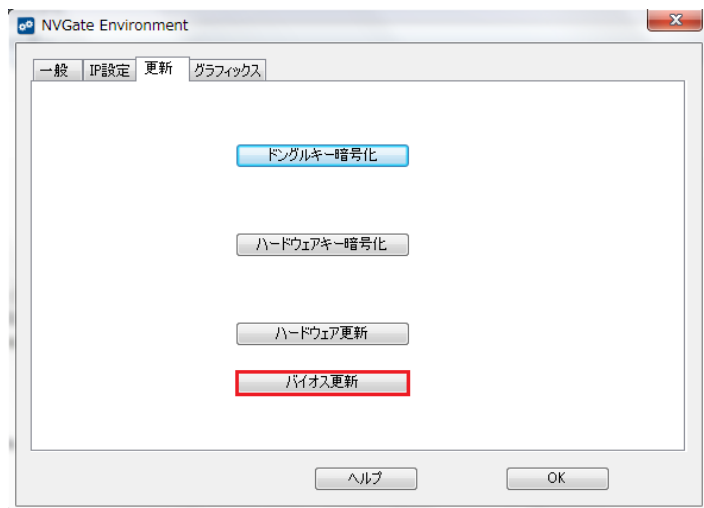 NVGate Environment
一般 IP設定 更新 グラフィックス
ドングルキー暗号化
ハードウェアキー暗号化
ハードウェア更新
バイオス更新
ヘルプ OK